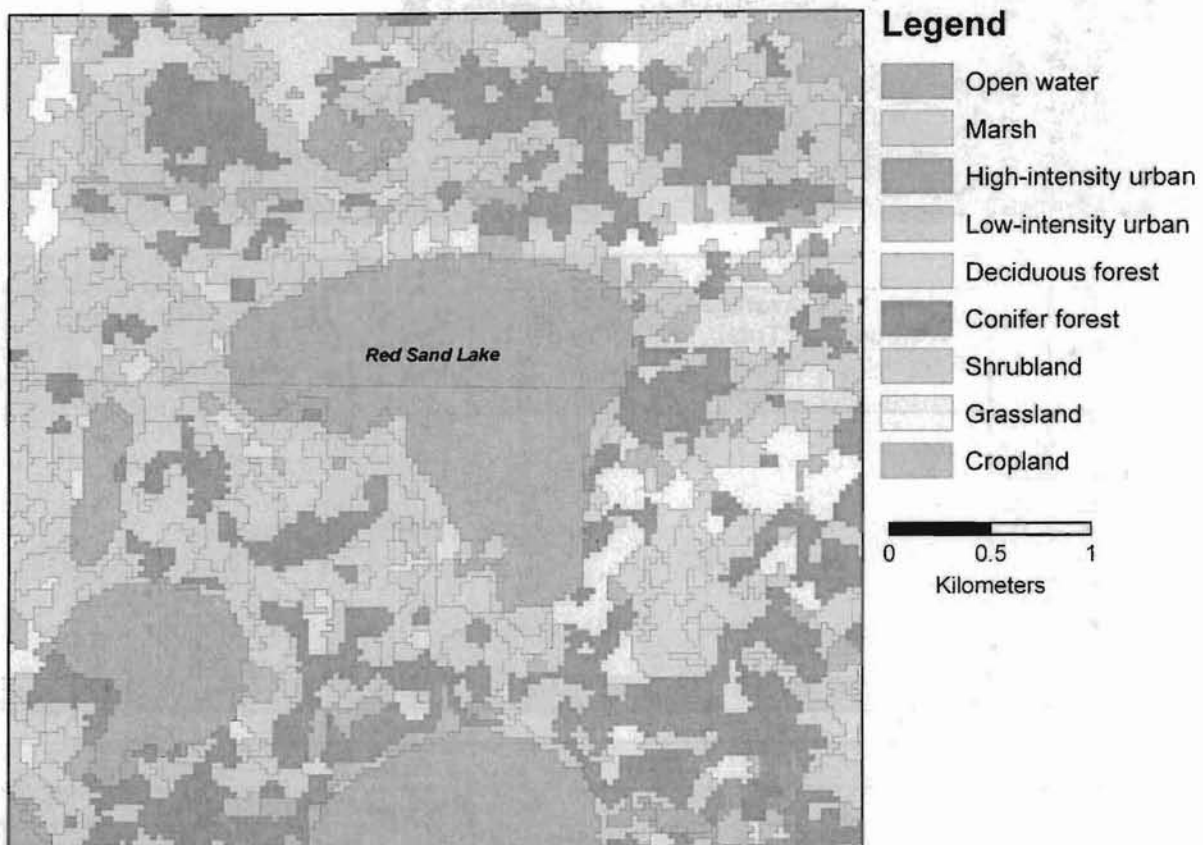 Legend
Open water
Marsh
High-intensity urban
Low-intensity urban
Deciduous forest
Conifer forest
Shrubland
Grassland
Cropland
0 0.5 1
Kilometers
Red Sand Lake